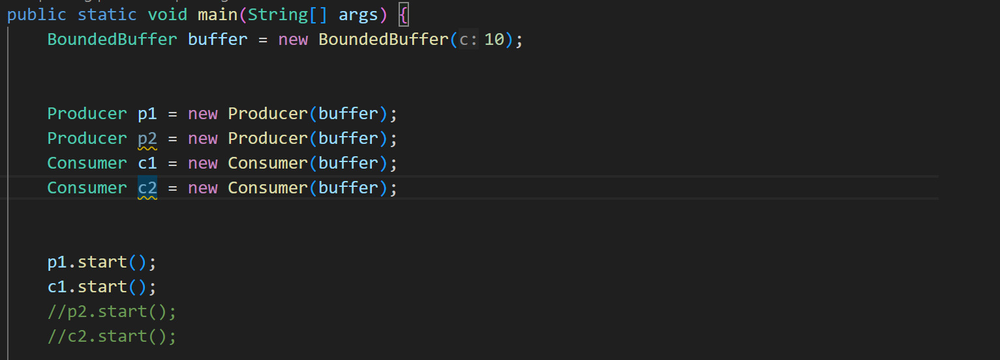 public static void main(String[] args) {
BoundedBuffer buffer = new BoundedBuffer(c: 10);
Producer p1 = new Producer(buffer);
Producer p2 = new Producer(buffer);
Consumer c1 = new Consumer(buffer);
Consumer c2 = new Consumer(buffer);
p1.start();
c1.start();
//p2.start();
//c2.start();